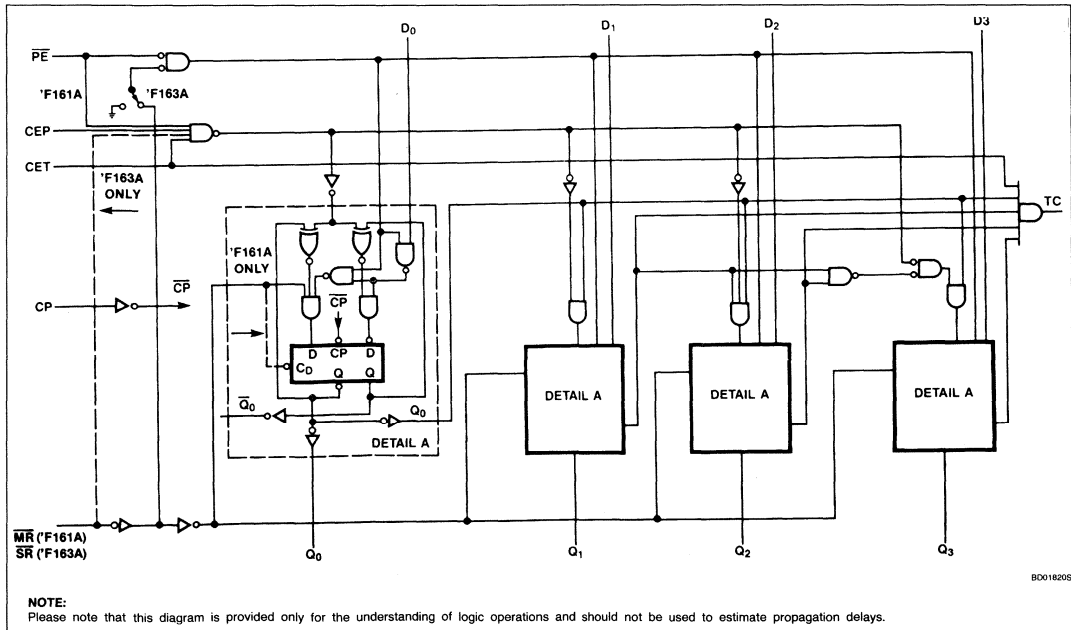 D0 D1 D2 D3
PE
'F161A 'F163A
CEP
CET
'F163A
ONLY
TC
'F161A
ONLY
CP
CP
CP
D CP D
CD
Q Q
DETAIL A
DETAIL A
DETAIL A
Q0 Q0
DETAIL A
MR ('F161A)
SR ('F163A)
Q0 Q1 Q2 Q3
BD01820S
NOTE:
Please note that this diagram is provided only for the understanding of logic operations and should not be used to estimate propagation delays.